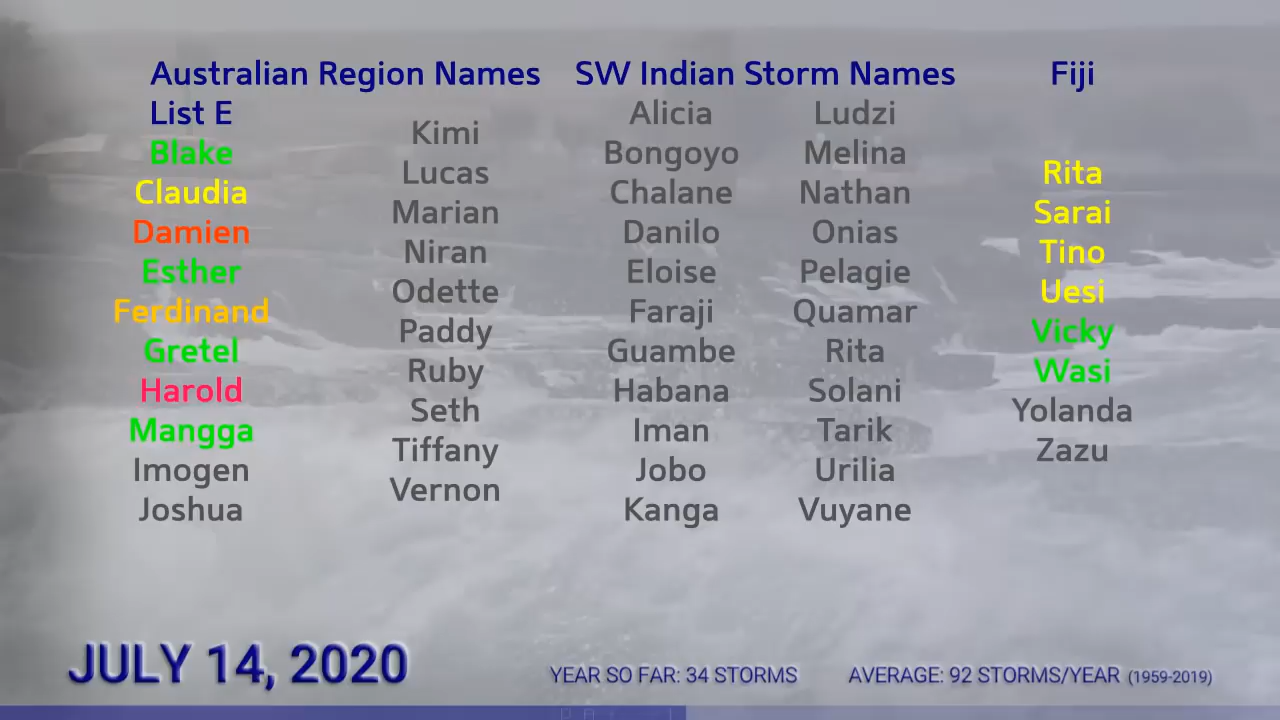 Australian Region Names
List E
Blake
Claudia
Damien
Esther
Ferdinand
Gretel
Harold
Mangga
Imogen
Joshua
Kimi
Lucas
Marian
Niran
Odette
Paddy
Ruby
Seth
Tiffany
Vernon
SW Indian Storm Names
Alicia
Bongoyo
Chalane
Danilo
Eloise
Faraji
Guambe
Habana
Iman
Jobo
Kanga
Ludzi
Melina
Nathan
Onias
Pelagie
Quamar
Rita
Solani
Tarik
Urilia
Vuyane
Fiji
Rita
Sarai
Tino
Uesi
Vicky
Wasi
Yolanda
Zazu
JULY 14, 2020
YEAR SO FAR: 34 STORMS
AVERAGE: 92 STORMS/YEAR (1959-2019)